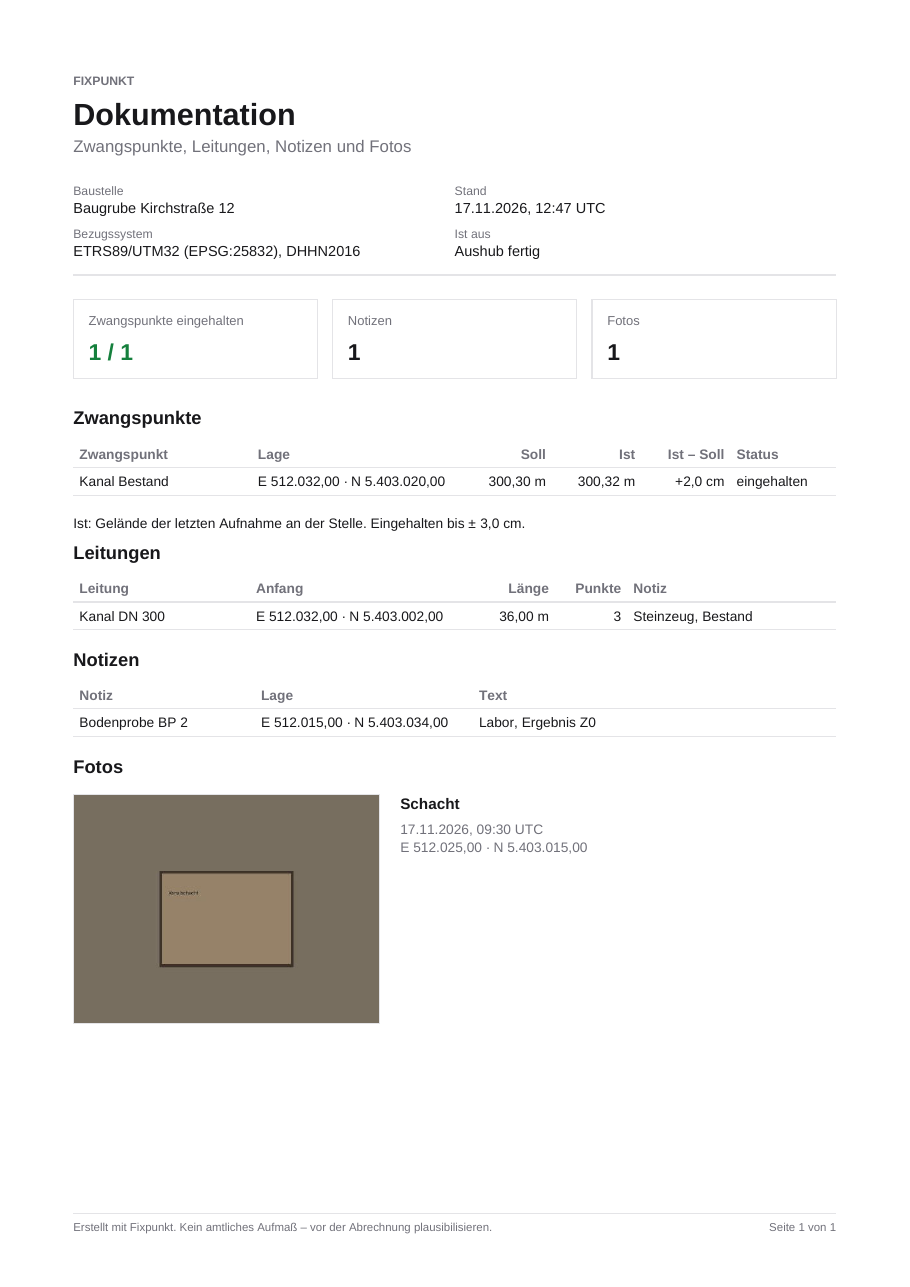 FIXPUNKT
Dokumentation
Zwangspunkte, Leitungen, Notizen und Fotos
Baustelle
Baugrube Kirchstraße 12
Stand
17.11.2026, 12:47 UTC
Bezugssystem
ETRS89/UTM32 (EPSG:25832), DHHN2016
Ist aus
Aushub fertig
Zwangspunkte eingehalten
1 / 1
Notizen
1
Fotos
1
Zwangspunkte
Zwangspunkt Lage Soll Ist Ist – Soll Status
Kanal Bestand E 512.032,00 · N 5.403.020,00 300,30 m 300,32 m +2,0 cm eingehalten
Ist: Gelände der letzten Aufnahme an der Stelle. Eingehalten bis ± 3,0 cm.
Leitungen
Leitung Anfang Länge Punkte Notiz
Kanal DN 300 E 512.032,00 · N 5.403.002,00 36,00 m 3 Steinzeug, Bestand
Notizen
Notiz Lage Text
Bodenprobe BP 2 E 512.015,00 · N 5.403.034,00 Labor, Ergebnis Z0
Fotos
Schacht
17.11.2026, 09:30 UTC
E 512.025,00 · N 5.403.015,00
Erstellt mit Fixpunkt. Kein amtliches Aufmaß – vor der Abrechnung plausibilisieren.
Seite 1 von 1